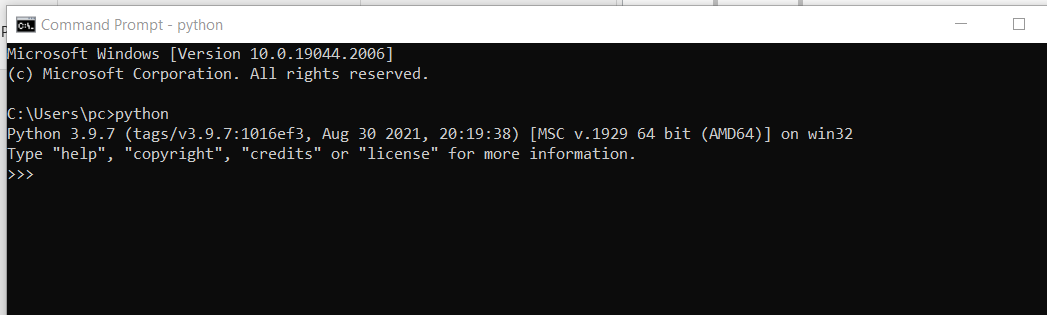 Command Prompt - python
Microsoft Windows [Version 10.0.19044.2006]
(c) Microsoft Corporation. All rights reserved.
C:\Users\pc>python
Python 3.9.7 (tags/v3.9.7:1016ef3, Aug 30 2021, 20:19:38) [MSC v.1929 64 bit (AMD64)] on win32
Type "help", "copyright", "credits" or "license" for more information.
>>>